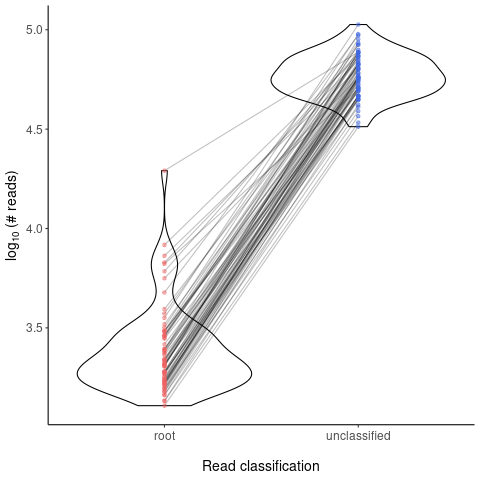 5.0
4.5
4.0
3.5
log₁₀ (# reads)
root unclassified
Read classification